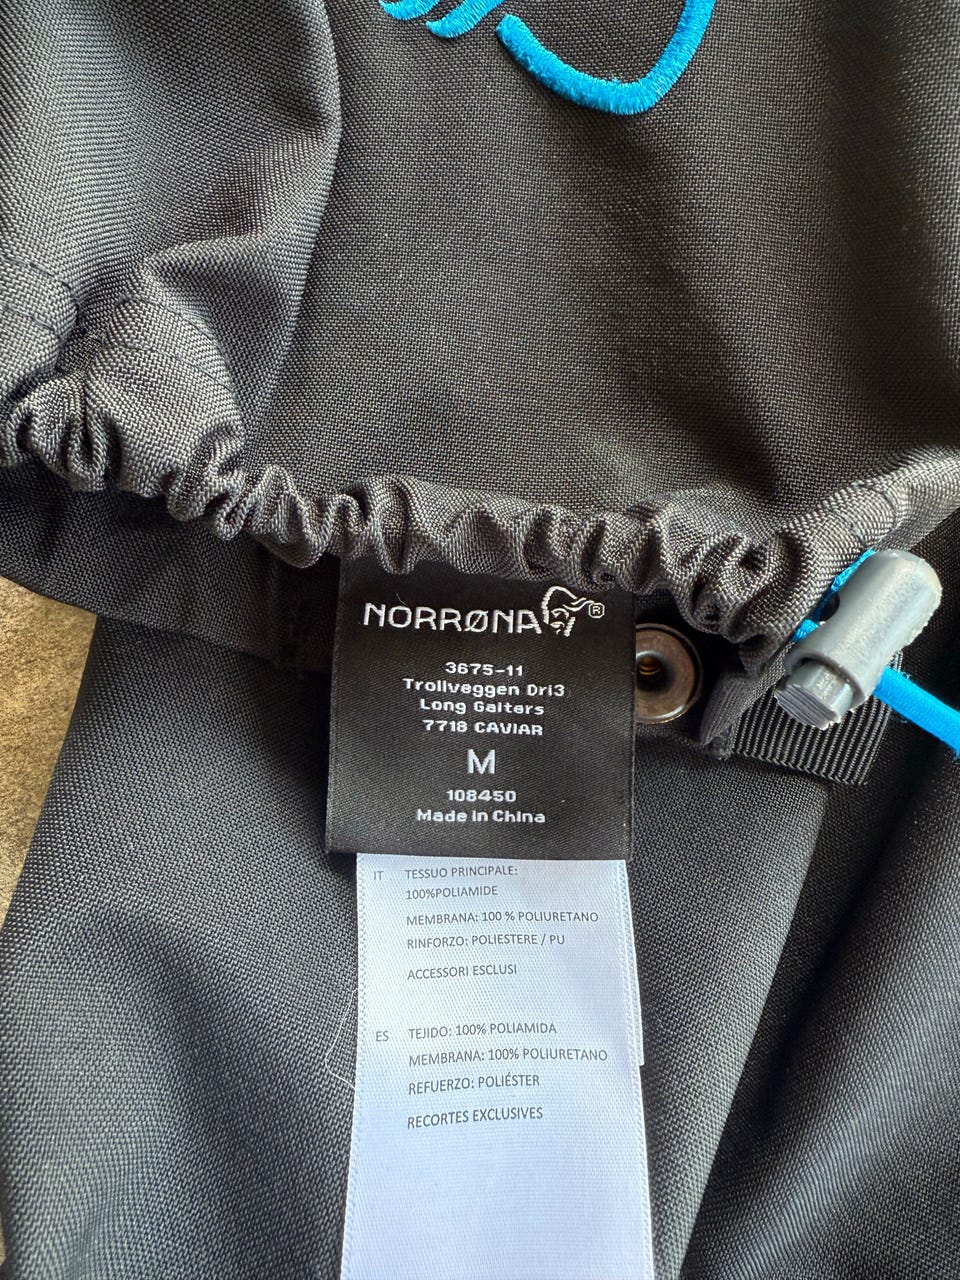 NORRØNA®
3675-11
Trollveggen Dri3
Long Gaiters
7718 CAVIAR
M
108450
Made in China
IT TESSUO PRINCIPALE:
100%POLIAMIDE
MEMBRANA: 100 % POLIURETANO
RINFORZO: POLIESTERE / PU
ACCESSORI ESCLUSI
ES TEJIDO: 100% POLIAMIDA
MEMBRANA: 100% POLIURETANO
REFUERZO: POLIÉSTER
RECORTES EXCLUSIVES